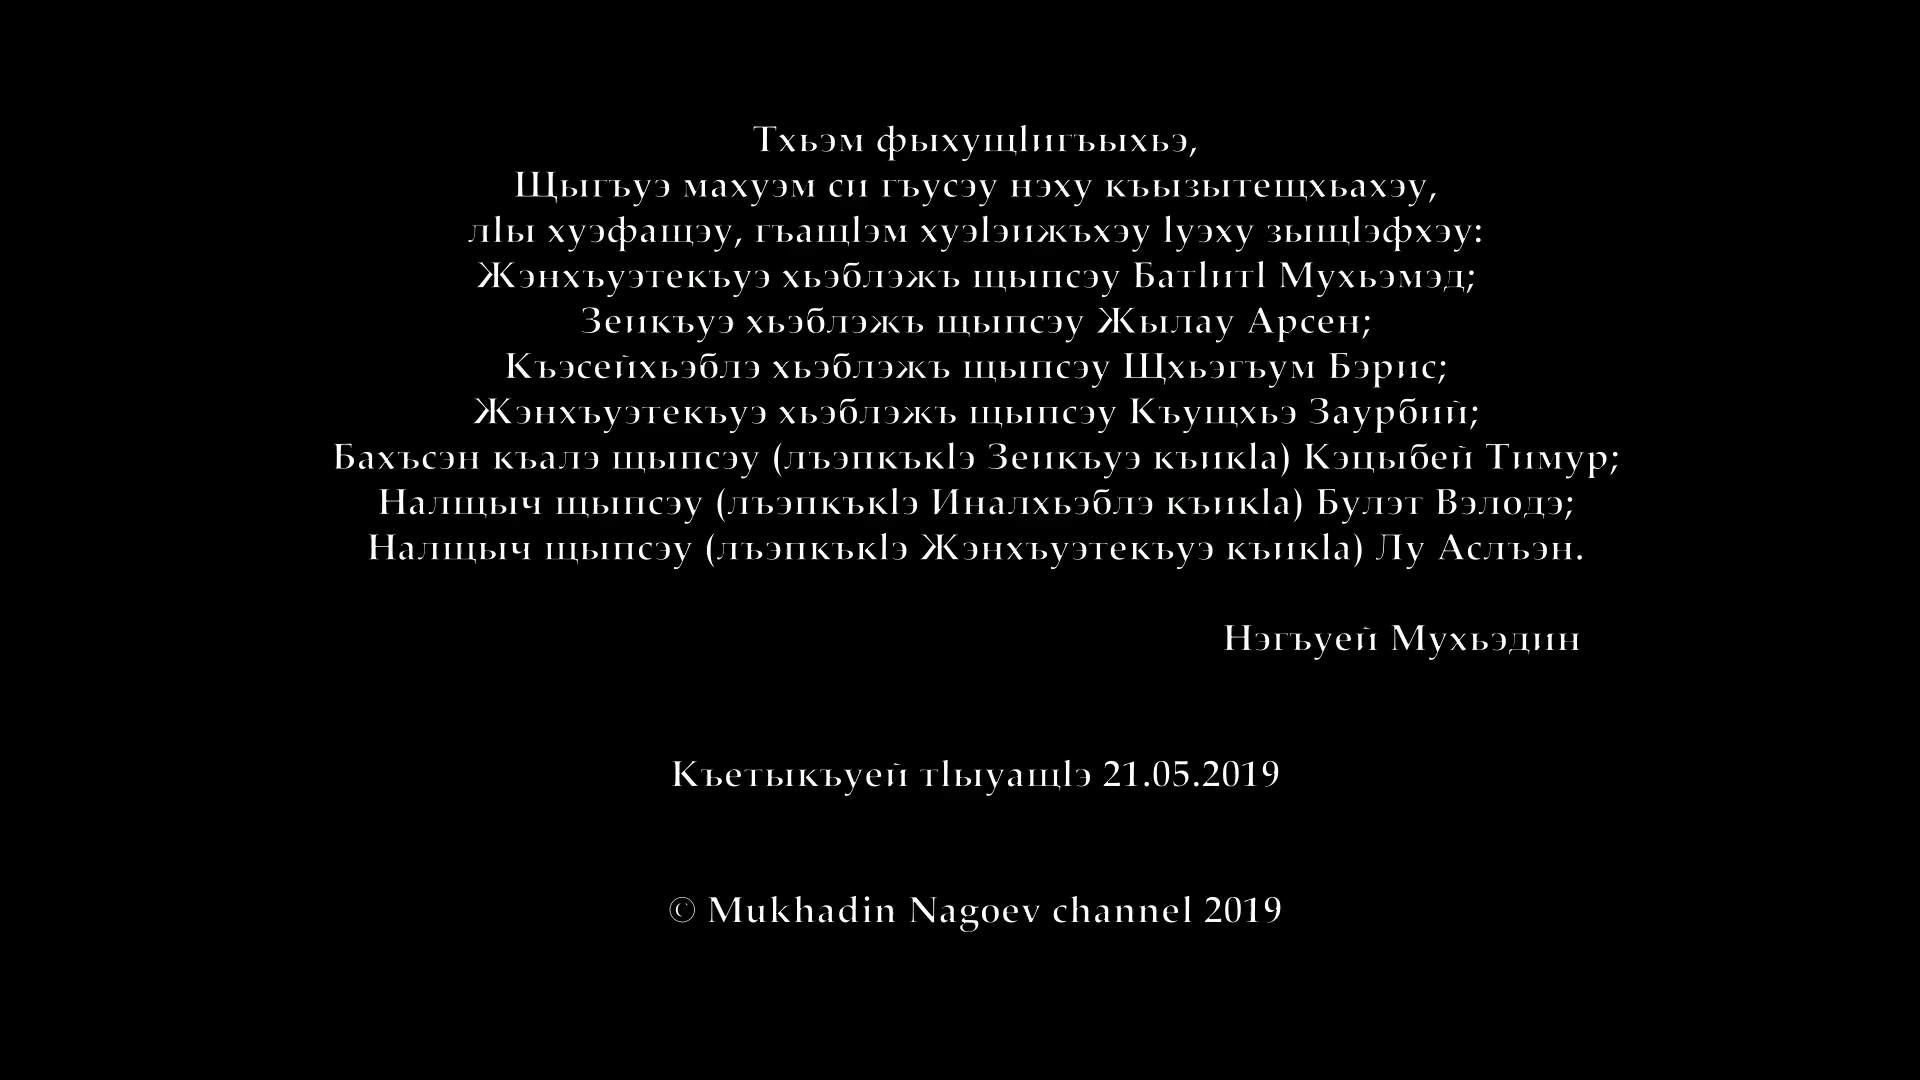 Тхьэм фыхущlигъыхьэ,
Щыгъуэ махуэм си гъусэу нэху къызытещхьахэу,
лlы хуэфащэу, гъащlэм хуэlэижъхэу lуэху зыщlэфхэу:
Жэнхъуэтекъуэ хьэблэжъ щыпсэу Батlитl Мухьэмэд;
Зеикъуэ хьэблэжъ щыпсэу Жылау Арсен;
Къэсейхьэблэ хьэблэжъ щыпсэу Щхьэгъум Бэрис;
Жэнхъуэтекъуэ хьэблэжъ щыпсэу Къущхьэ Заурбий;
Бахъсэн къалэ щыпсэу (лъэпкъкlэ Зеикъуэ къикlа) Кэцыбей Тимур;
Налщыч щыпсэу (лъэпкъкlэ Иналхьэблэ къикlа) Булэт Вэлодэ;
Налщыч щыпсэу (лъэпкъкlэ Жэнхъуэтекъуэ къикlа) Лу Аслъэн.
Нэгъуей Мухьэдин
Къетыкъуей тlыуащlэ 21.05.2019
© Mukhadin Nagoev channel 2019